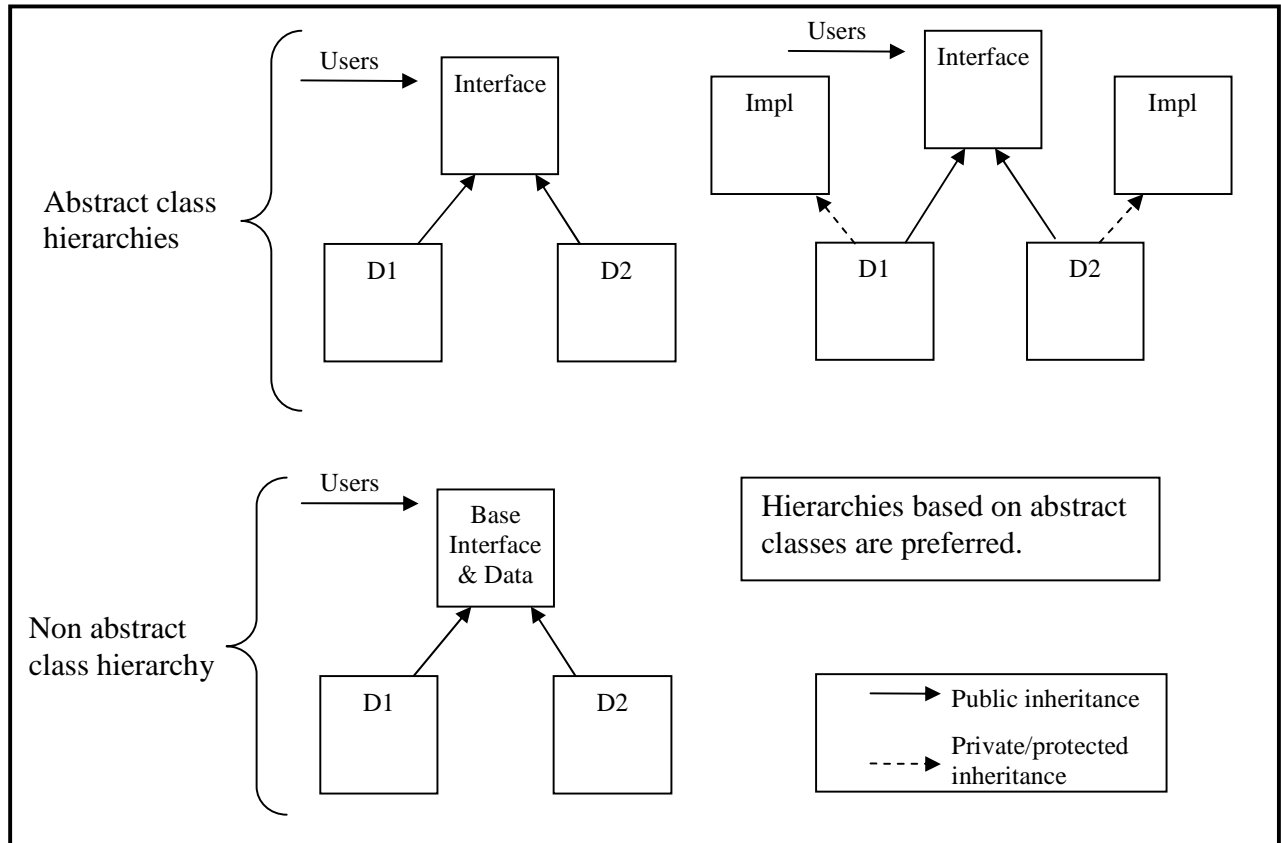 Users
Interface
D1
D2
Abstract class
hierarchies
Users
Interface
Impl
Impl
D1
D2
Users
Base
Interface
& Data
D1
D2
Non abstract
class hierarchy
Hierarchies based on abstract
classes are preferred.
Public inheritance
Private/protected
inheritance